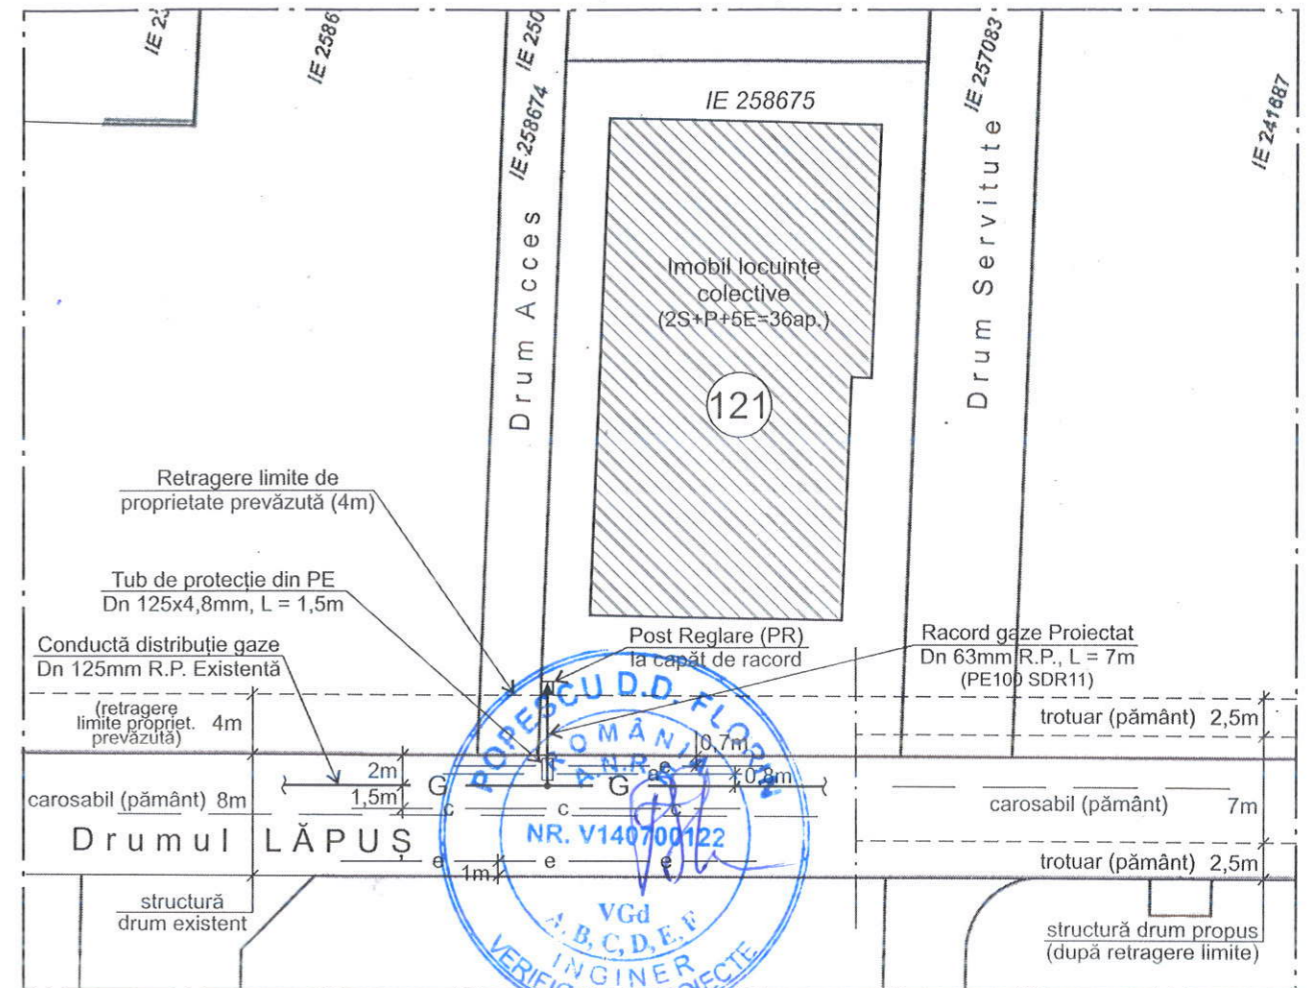 IE 2586
IE 250
IE 258674
IE 258675
IE 257083
IE 241687
Drum Acces
Drum Servitute
Imobil locuințe
colective
(2S+P+5E=36ap.)
121
Retragere limite de
proprietate prevăzută (4m)
Tub de protecție din PE
Dn 125x4,8mm, L = 1,5m
Conductă distribuție gaze
Dn 125mm R.P. Existentă
Post Reglare (PR)
la capăt de racord
Racord gaze Proiectat
Dn 63mm R.P., L = 7m
(PE100 SDR11)
(retragere
limite propriet. 4m
prevăzută)
trotuar (pământ) 2,5m
0,7m
e
2m
0,8m
G G
1,5m
carosabil (pământ) 8m
c c c
carosabil (pământ) 7m
Drumul LĂPUȘ
e e e
1m
trotuar (pământ) 2,5m
structură
drum existent
structură drum propus
(după retragere limite)
POPESCU D.D. FLORIN
ROMÂNIA
A.N.R.
NR. V140700122
VGd
A, B, C, D, E, F
INGINER